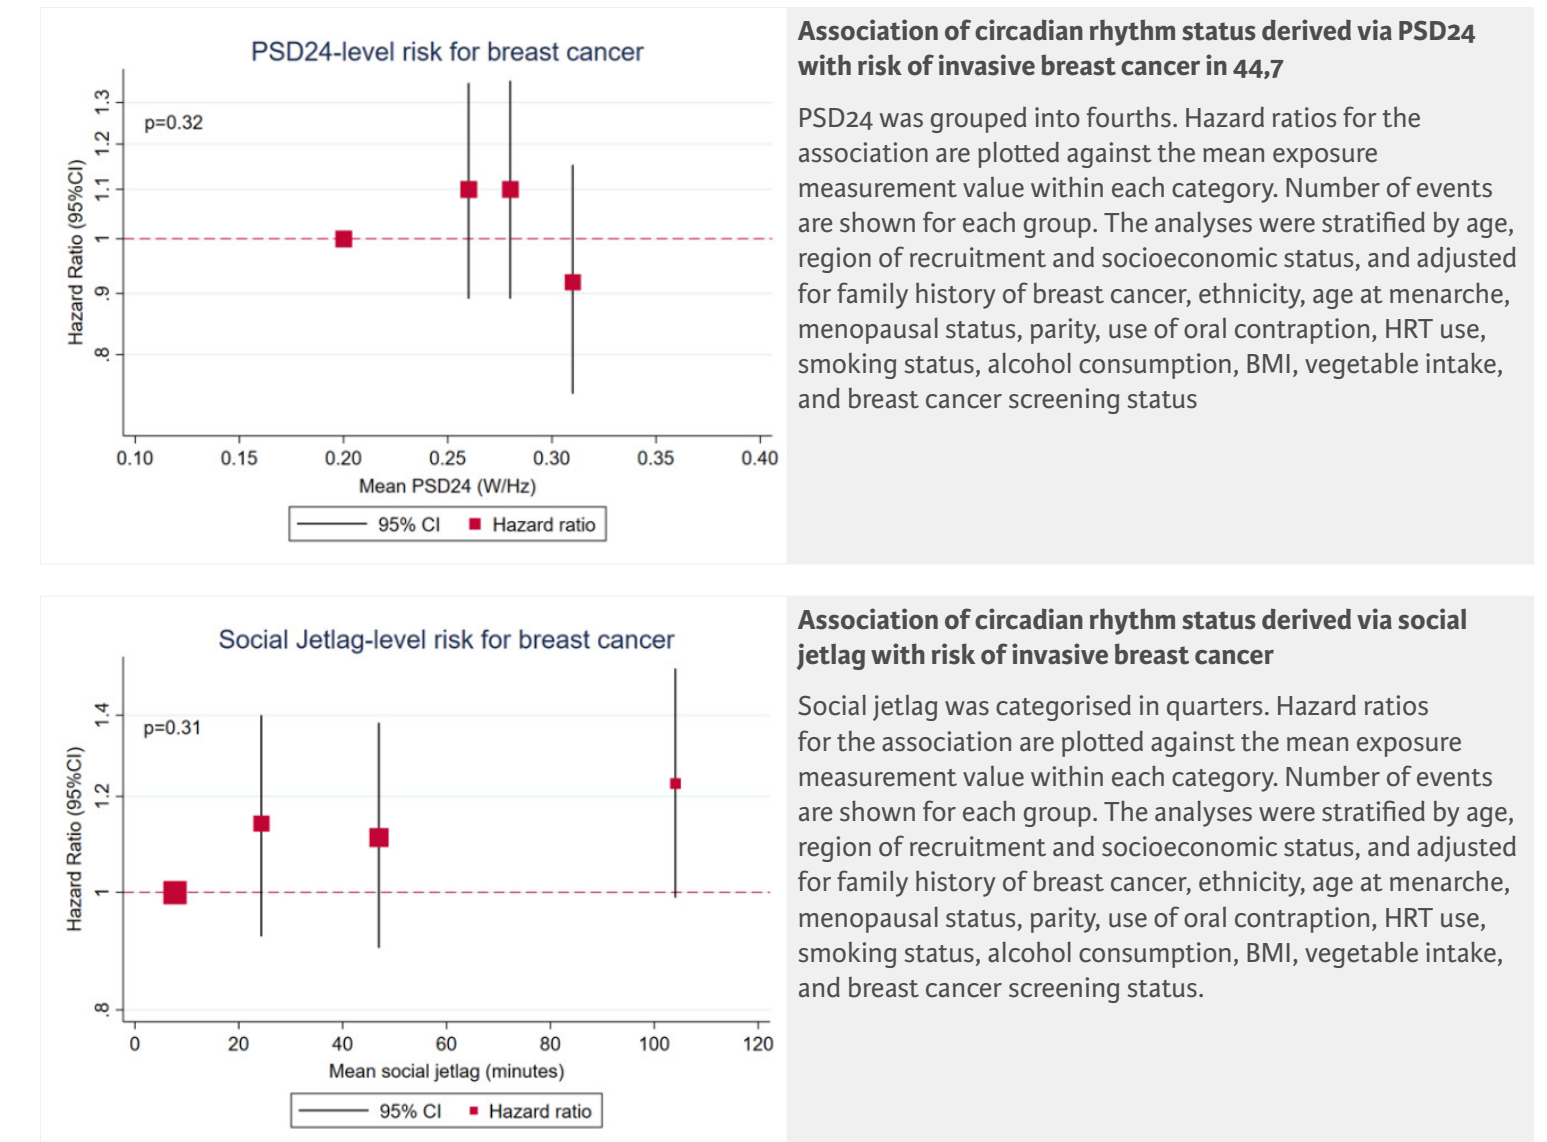 PSD24-level risk for breast cancer
p=0.32
Hazard Ratio (95%CI)
1.3
1.2
1.1
1
.9
.8
0.10 0.15 0.20 0.25 0.30 0.35 0.40
Mean PSD24 (W/Hz)
95% CI Hazard ratio
Association of circadian rhythm status derived via PSD24
with risk of invasive breast cancer in 44,7
PSD24 was grouped into fourths. Hazard ratios for the
association are plotted against the mean exposure
measurement value within each category. Number of events
are shown for each group. The analyses were stratified by age,
region of recruitment and socioeconomic status, and adjusted
for family history of breast cancer, ethnicity, age at menarche,
menopausal status, parity, use of oral contraption, HRT use,
smoking status, alcohol consumption, BMI, vegetable intake,
and breast cancer screening status
Social Jetlag-level risk for breast cancer
p=0.31
Hazard Ratio (95%CI)
1.4
1.2
1
.8
0 20 40 60 80 100 120
Mean social jetlag (minutes)
95% CI Hazard ratio
Association of circadian rhythm status derived via social
jetlag with risk of invasive breast cancer
Social jetlag was categorised in quarters. Hazard ratios
for the association are plotted against the mean exposure
measurement value within each category. Number of events
are shown for each group. The analyses were stratified by age,
region of recruitment and socioeconomic status, and adjusted
for family history of breast cancer, ethnicity, age at menarche,
menopausal status, parity, use of oral contraption, HRT use,
smoking status, alcohol consumption, BMI, vegetable intake,
and breast cancer screening status.